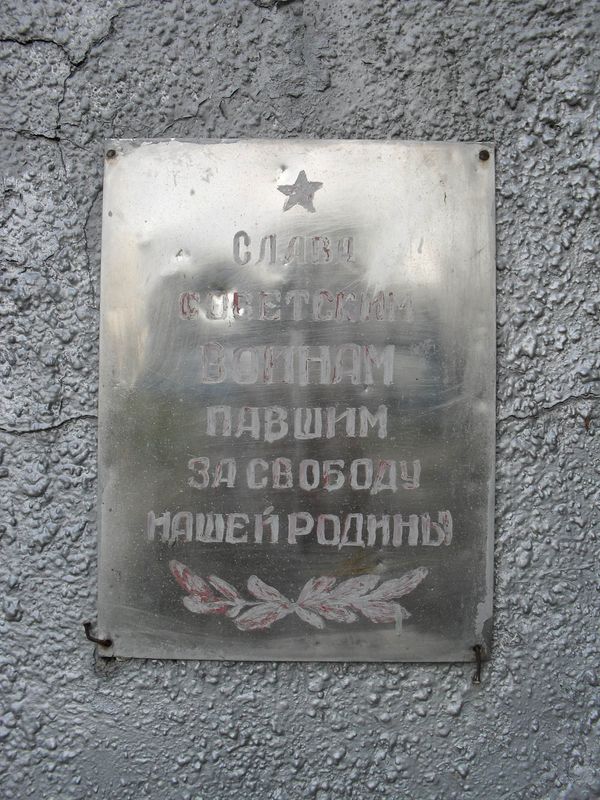 СЛАВА
СОВЕТСКИМ
ВОИНАМ
ПАВШИМ
ЗА СВОБОДУ
НАШЕЙ РОДИНЫ